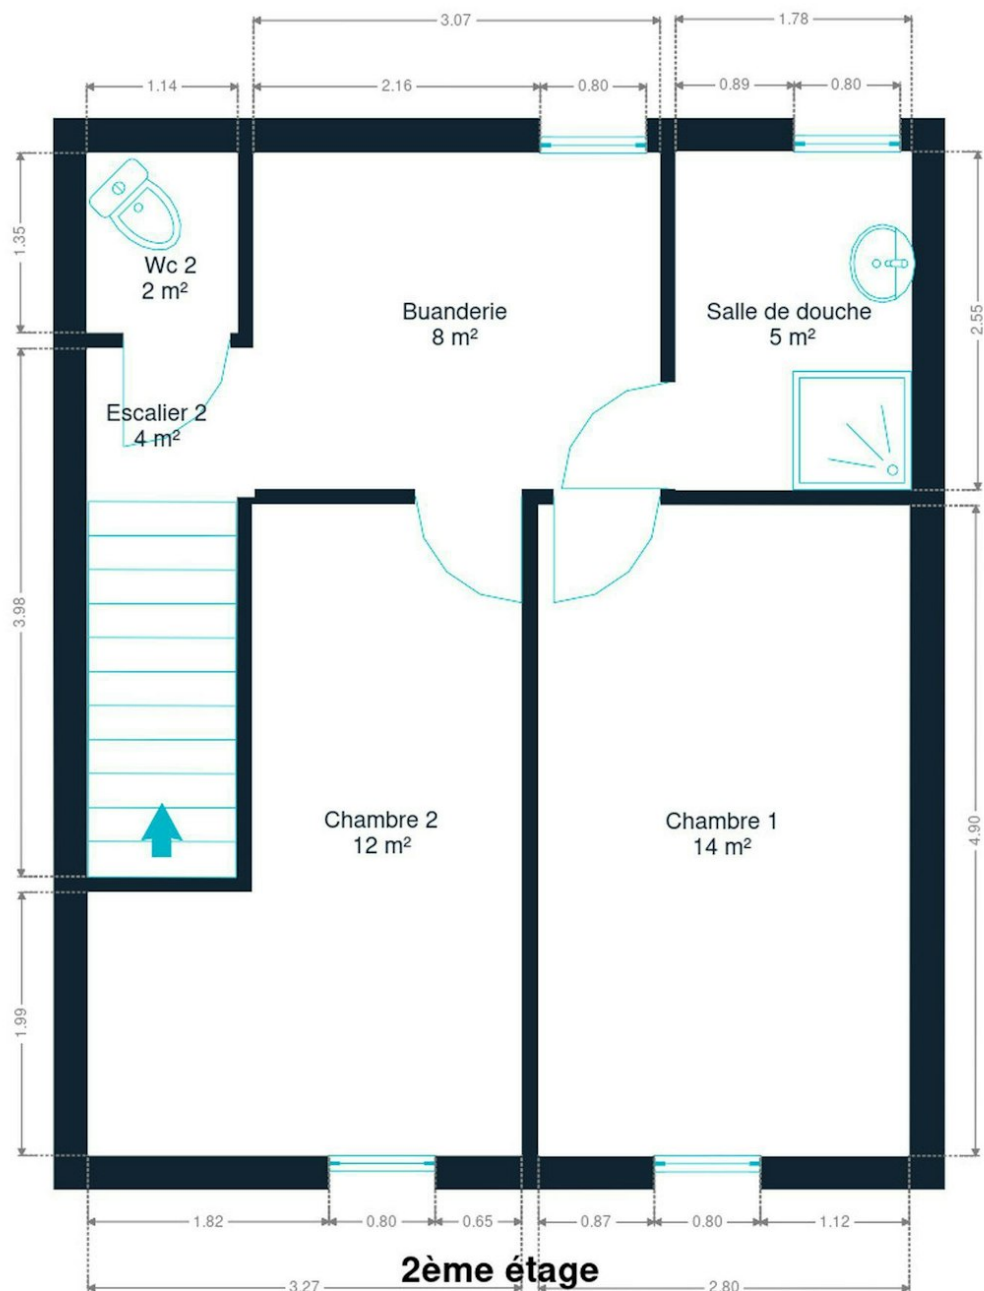 3.07
1.78
1.14
2.16
0.80
0.89
0.80
1.35
Wc 2
2 m²
Buanderie
8 m²
Salle de douche
5 m²
2.55
Escalier 2
4 m²
3.98
Chambre 2
12 m²
Chambre 1
14 m²
4.90
1.99
1.82
0.80
0.65
0.87
0.80
1.12
2ème étage
3.27
2.80